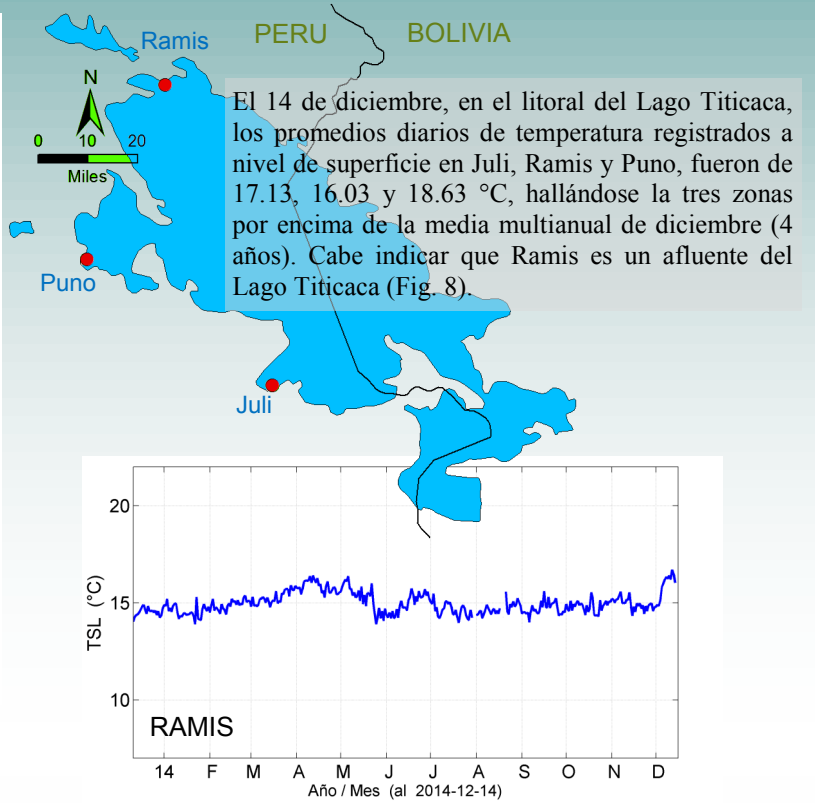 PERU BOLIVIA
Ramis
N
0 10 20
Miles
El 14 de diciembre, en el litoral del Lago Titicaca,
los promedios diarios de temperatura registrados a
nivel de superficie en Juli, Ramis y Puno, fueron de
17.13, 16.03 y 18.63 °C, hallándose la tres zonas
por encima de la media multianual de diciembre (4
años). Cabe indicar que Ramis es un afluente del
Lago Titicaca (Fig. 8).
Puno
Juli
20
15
10
TSL (°C)
RAMIS
14 F M A M J J A S O N D
Año / Mes (al 2014-12-14)